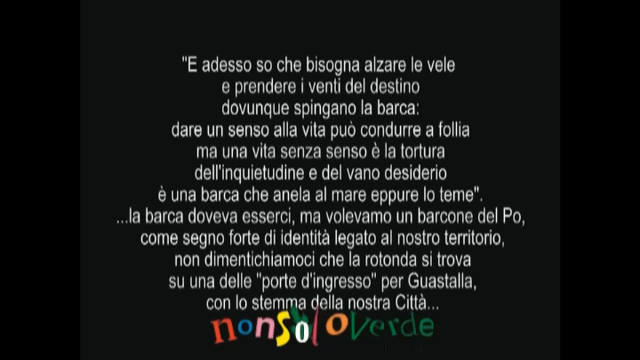 "E adesso so che bisogna alzare le vele
e prendere i venti del destino
dovunque spingano la barca:
dare un senso alla vita può condurre a follia
ma una vita senza senso è la tortura
dell'inquietudine e del vano desiderio
è una barca che anela al mare eppure lo teme".
...la barca doveva esserci, ma volevamo un barcone del Po,
come segno forte di identità legato al nostro territorio,
non dimentichiamoci che la rotonda si trova
su una delle "porte d'ingresso" per Guastalla,
con lo stemma della nostra Città...
nonsoloverde